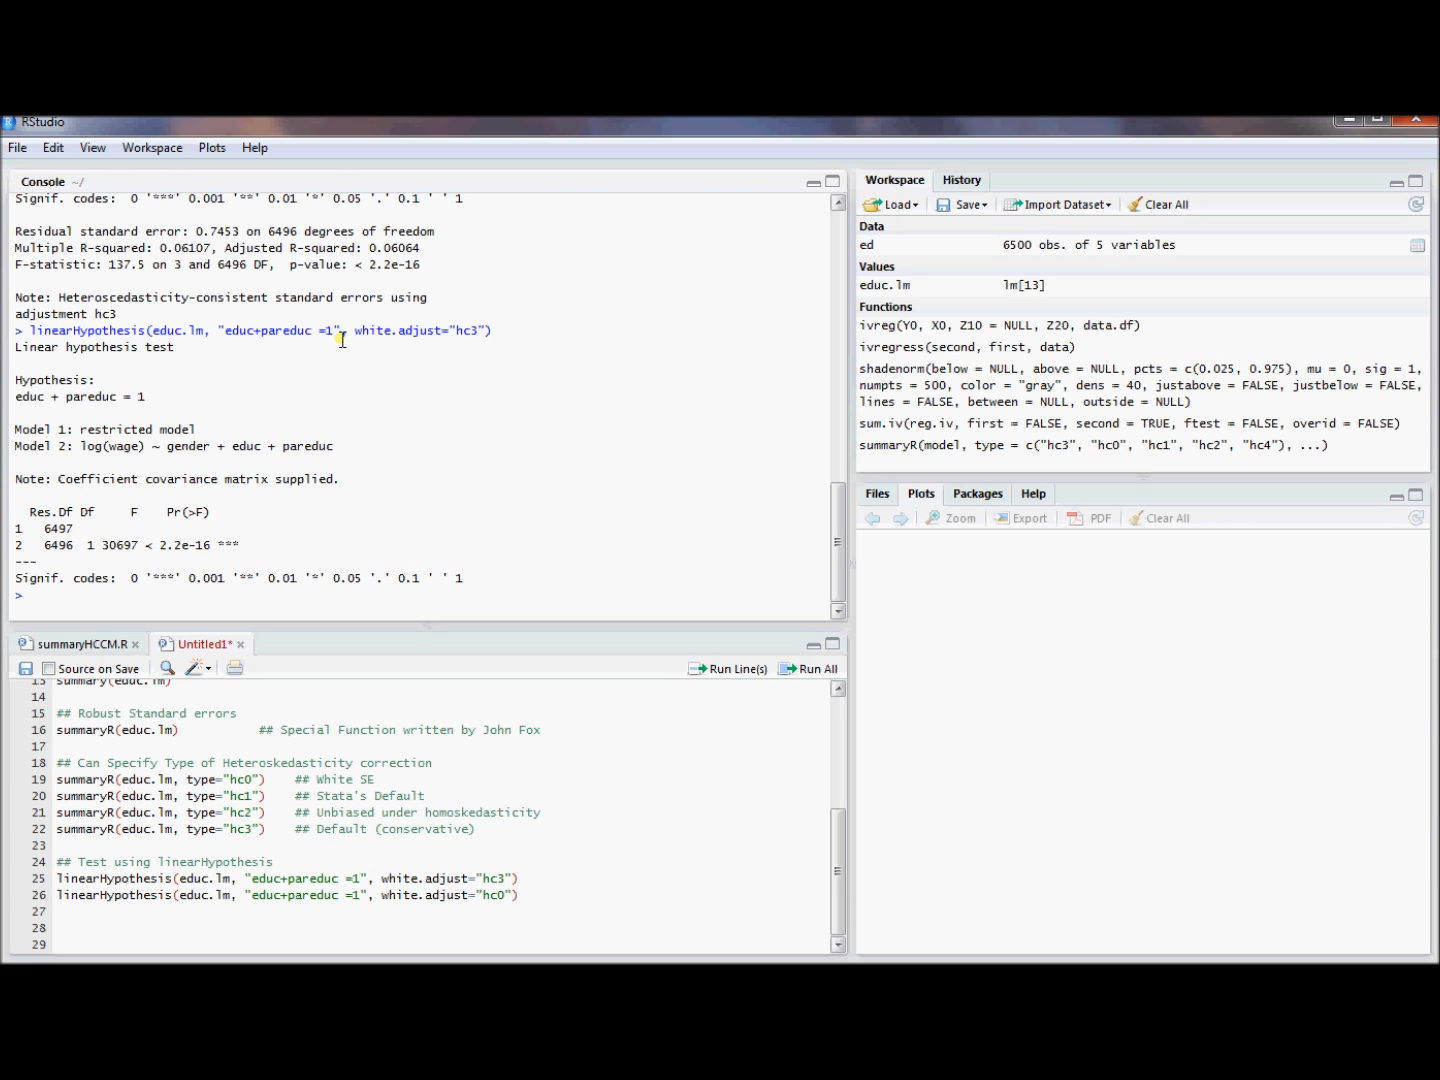 RStudio
File Edit View Workspace Plots Help
Console ~/
Signif. codes: 0 '***' 0.001 '**' 0.01 '*' 0.05 '.' 0.1 ' ' 1
Residual standard error: 0.7453 on 6496 degrees of freedom
Multiple R-squared: 0.06107, Adjusted R-squared: 0.06064
F-statistic: 137.5 on 3 and 6496 DF, p-value: < 2.2e-16
Note: Heteroscedasticity-consistent standard errors using
adjustment hc3
> linearHypothesis(educ.lm, "educ+pareduc =1", white.adjust="hc3")
Linear hypothesis test
Hypothesis:
educ + pareduc = 1
Model 1: restricted model
Model 2: log(wage) ~ gender + educ + pareduc
Note: Coefficient covariance matrix supplied.
Res.Df Df F Pr(>F)
1 6497
2 6496 1 30697 < 2.2e-16 ***
---
Signif. codes: 0 '***' 0.001 '**' 0.01 '*' 0.05 '.' 0.1 ' ' 1
>
summaryHCCM.R Untitled1*
Source on Save Run Line(s) Run All
13 summary(educ.lm)
14
15 ## Robust Standard errors
16 summaryR(educ.lm) ## Special Function written by John Fox
17
18 ## Can Specify Type of Heteroskedasticity correction
19 summaryR(educ.lm, type="hc0") ## White SE
20 summaryR(educ.lm, type="hc1") ## Stata's Default
21 summaryR(educ.lm, type="hc2") ## Unbiased under homoskedasticity
22 summaryR(educ.lm, type="hc3") ## Default (conservative)
23
24 ## Test using linearHypothesis
25 linearHypothesis(educ.lm, "educ+pareduc =1", white.adjust="hc3")
26 linearHypothesis(educ.lm, "educ+pareduc =1", white.adjust="hc0")
27
28
29
Workspace History
Load Save Import Dataset Clear All
Data
ed 6500 obs. of 5 variables
Values
educ.lm lm[13]
Functions
ivreg(Y0, X0, Z10 = NULL, Z20, data.df)
ivregress(second, first, data)
shadenorm(below = NULL, above = NULL, pcts = c(0.025, 0.975), mu = 0, sig = 1,
numpts = 500, color = "gray", dens = 40, justabove = FALSE, justbelow = FALSE,
lines = FALSE, between = NULL, outside = NULL)
sum.iv(reg.iv, first = FALSE, second = TRUE, ftest = FALSE, overid = FALSE)
summaryR(model, type = c("hc3", "hc0", "hc1", "hc2", "hc4"), ...)
Files Plots Packages Help
Zoom Export PDF Clear All